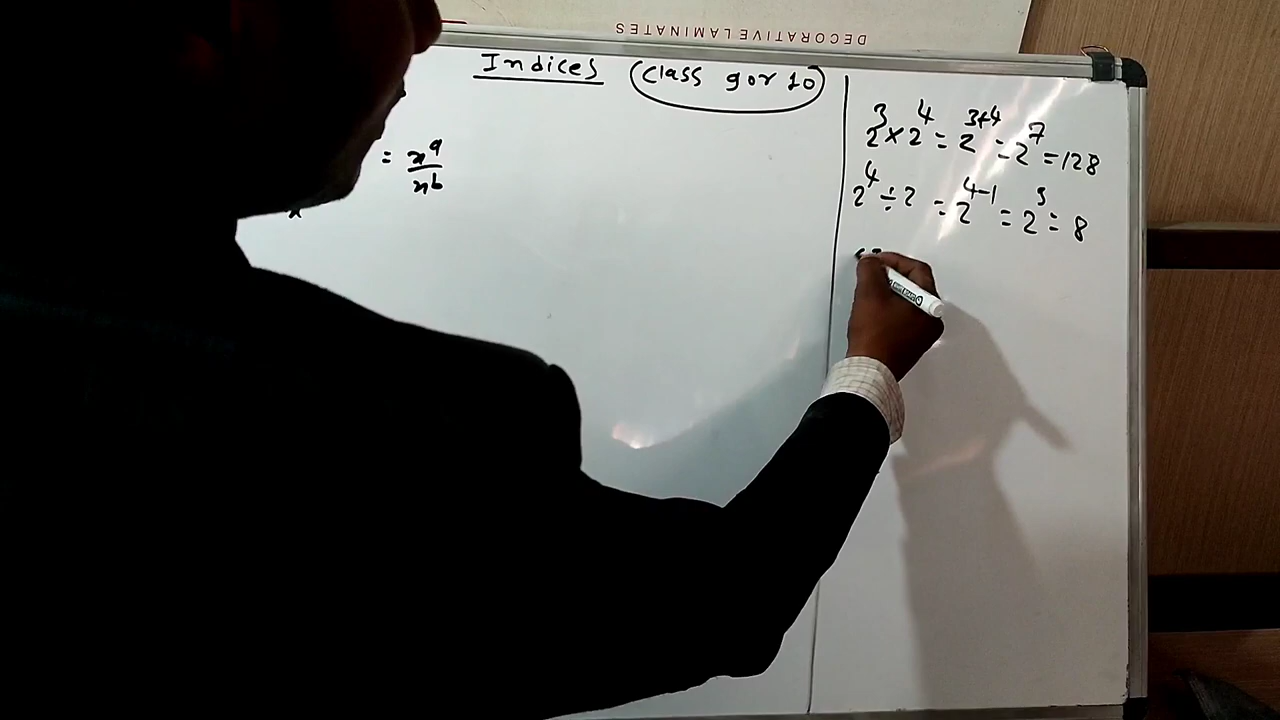 DECORATIVE LAMINATES
Indices (class 9 or 10)
= x^a/x^b
2^3 × 2^4 = 2^(3+4) = 2^7 = 128
2^4 ÷ 2 = 2^(4-1) = 2^3 = 8